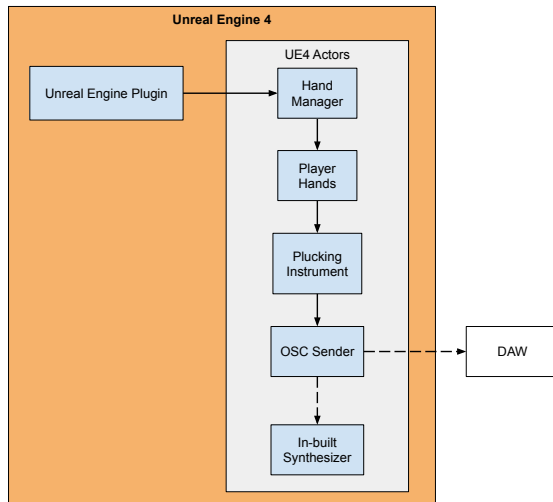 Unreal Engine 4
UE4 Actors
Unreal Engine Plugin
Hand
Manager
Player
Hands
Plucking
Instrument
OSC Sender
DAW
In-built
Synthesizer